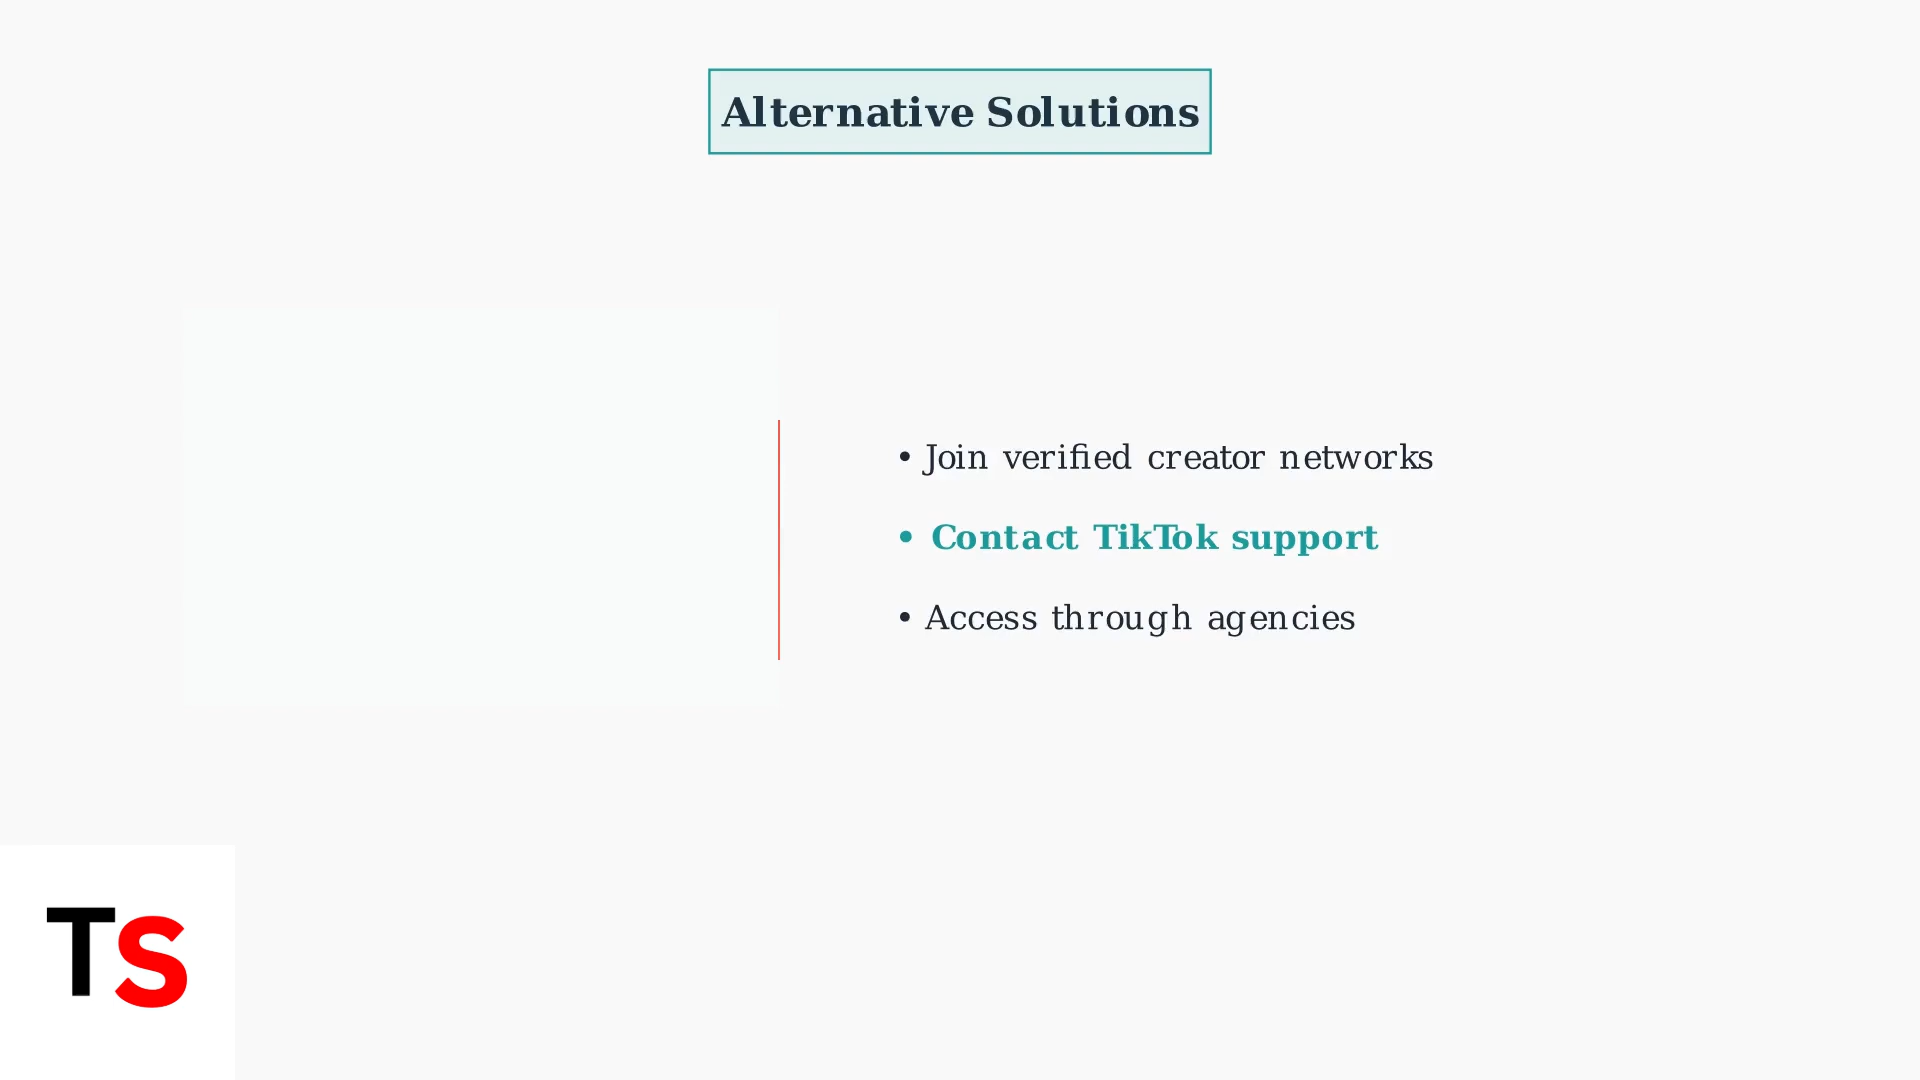 Alternative Solutions
• Join verified creator networks
• Contact TikTok support
• Access through agencies
TS